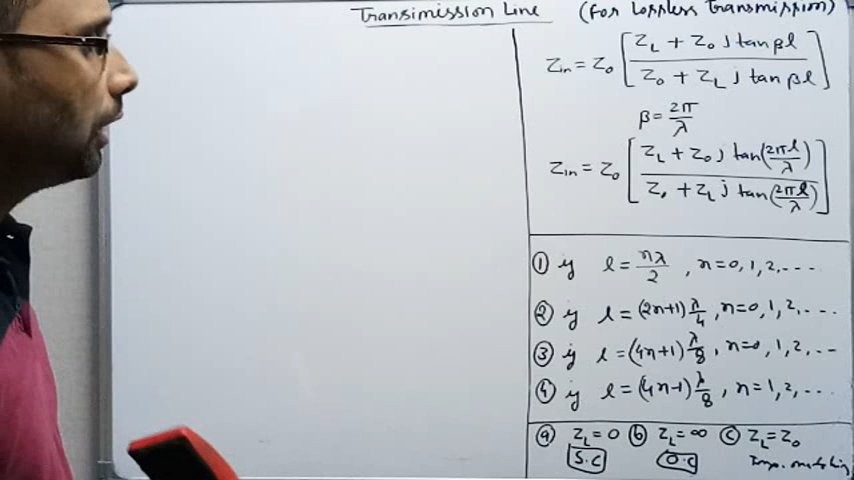 Transimission Line (for Lossless Transmission)
Zin = Z0 [ (ZL + Z0 j tan βl) / (Z0 + ZL j tan βl) ]
β = 2π/λ
Zin = Z0 [ (ZL + Z0 j tan(2πl/λ)) / (Z0 + ZL j tan(2πl/λ)) ]
① if l = nλ/2 , n = 0, 1, 2, ----
② if l = (2n+1) λ/4 , n = 0, 1, 2, ...
③ if l = (4n+1) λ/8 , n = 0, 1, 2, ...
④ if l = (4n-1) λ/8 , n = 1, 2, ...
ⓐ ZL = 0 ⓑ ZL = ∞ ⓒ ZL = Z0
S.C O.C Imp. matching